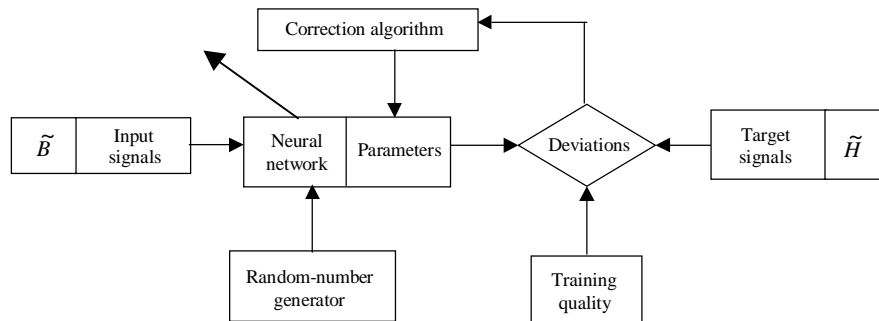 Correction algorithm
B̃
Input
signals
Neural
network
Parameters
Deviations
Target
signals
H̃
Random-number
generator
Training
quality